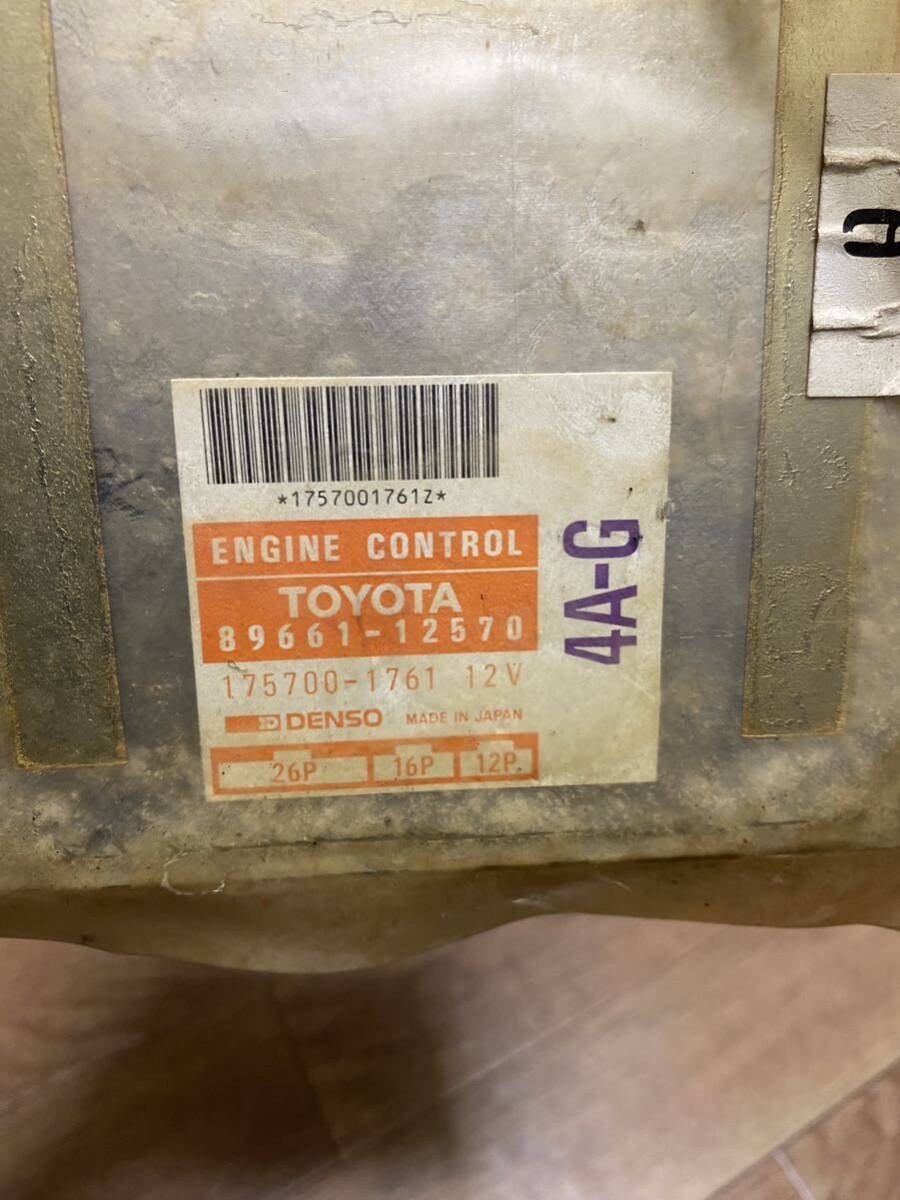 *1757001761Z*
ENGINE CONTROL
TOYOTA
89661-12570
175700-1761 12V
DENSO MADE IN JAPAN
26P 16P 12P
4A-G